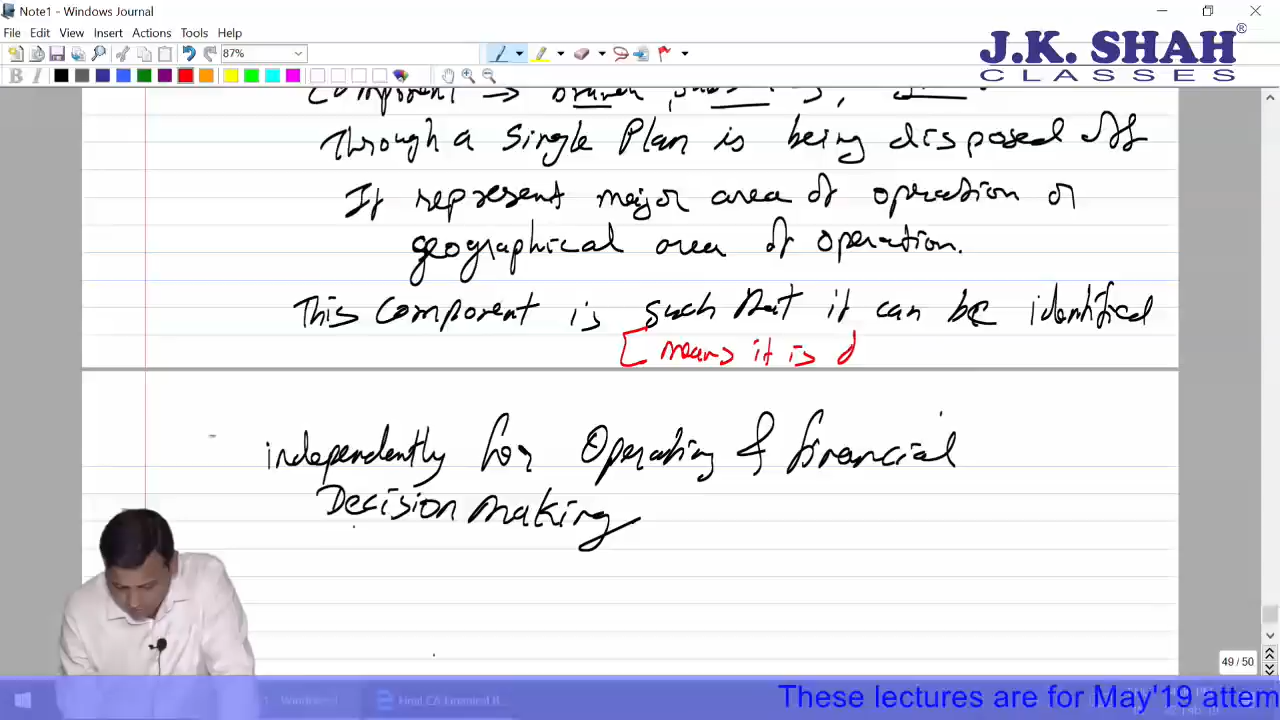 Note1 - Windows Journal
File Edit View Insert Actions Tools Help
87%
J.K. SHAH®
CLASSES
Component →
Through a Single Plan is being disposed off
It represent major area of operation or
geographical area of operation.
This Component is such that it can be identified
[means it is d
independently for Operating & financial
Decision making
49 / 50
These lectures are for May'19 attem